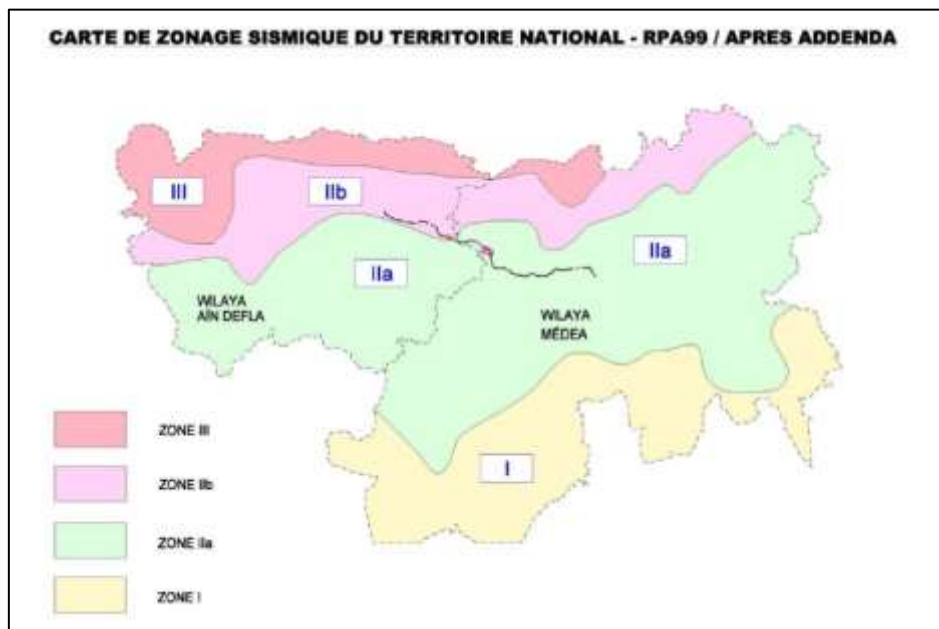 CARTE DE ZONAGE SISMIQUE DU TERRITOIRE NATIONAL - RPA99 / APRES ADDENDA
III
IIb
IIa
IIa
WILAYA
AÏN DEFLA
WILAYA
MÉDEA
I
ZONE III
ZONE IIb
ZONE IIa
ZONE I